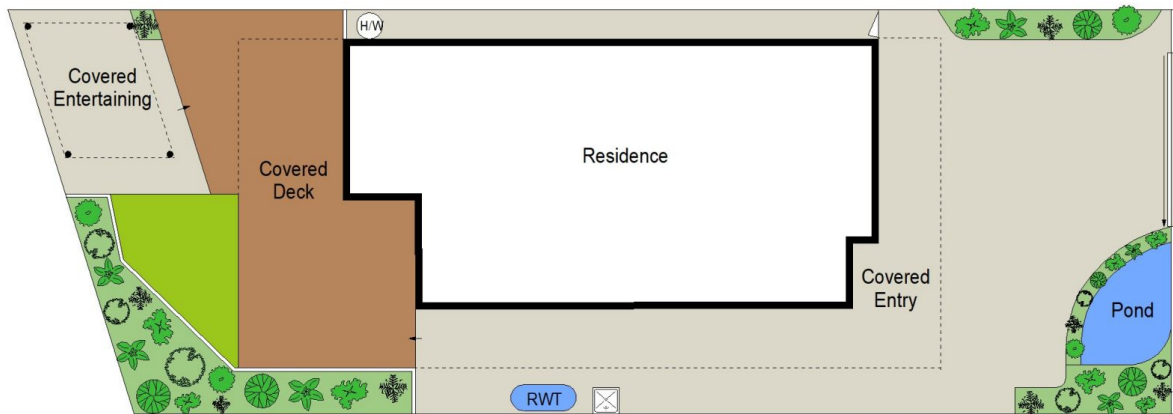 H/W
Covered
Entertaining
Residence
Covered
Deck
Covered
Entry
Pond
RWT